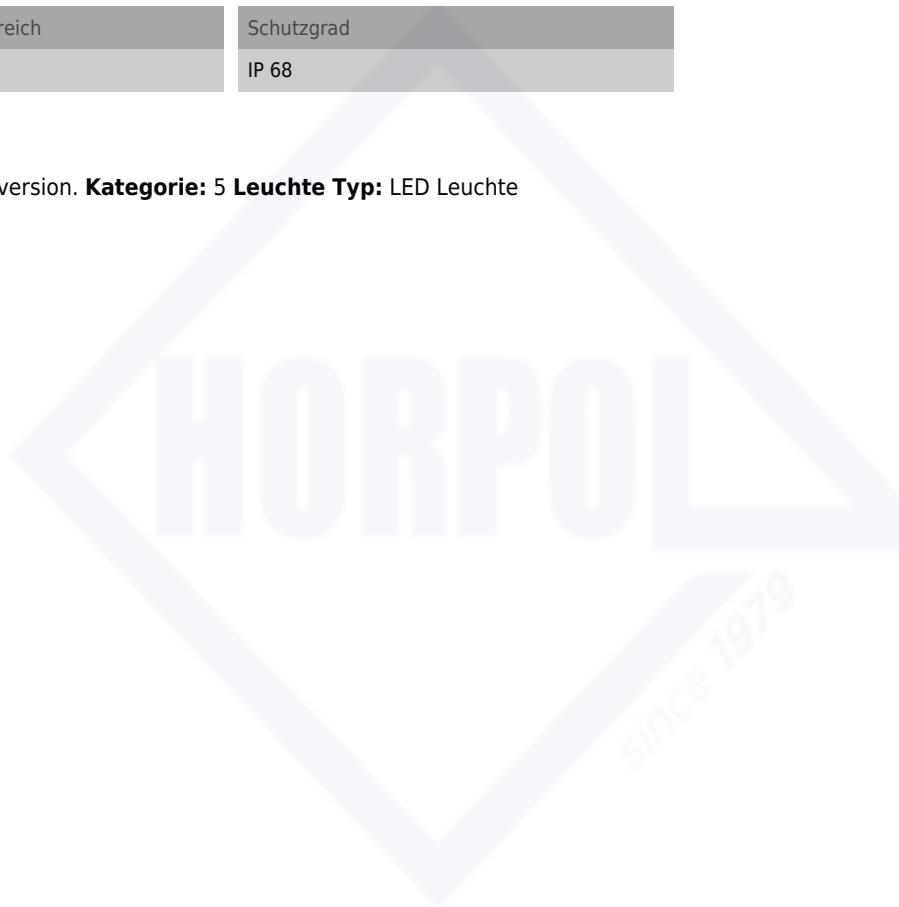 reich
Schutzgrad
IP 68
version. Kategorie: 5 Leuchte Typ: LED Leuchte
HORPOL
since 1979